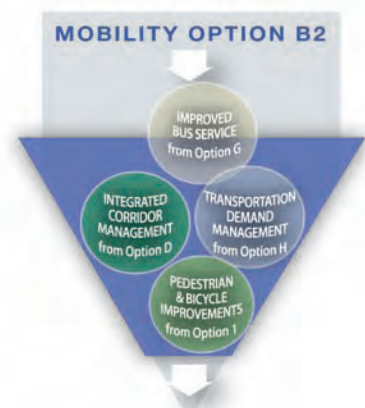 MOBILITY OPTION B2
IMPROVED
BUS SERVICE
from Option G
INTEGRATED
CORRIDOR
MANAGEMENT
from Option D
TRANSPORTATION
DEMAND
MANAGEMENT
from Option H
PEDESTRIAN
& BICYCLE
IMPROVEMENTS
from Option 1